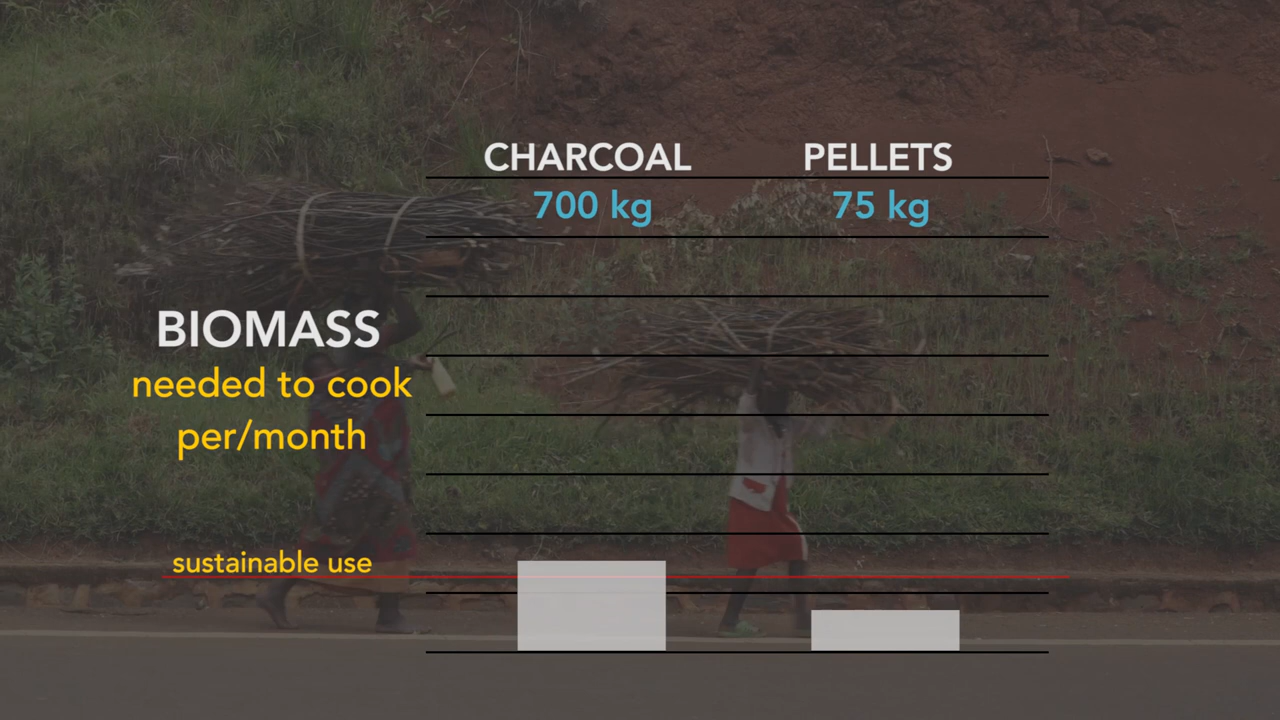 CHARCOAL PELLETS
700 kg 75 kg
BIOMASS
needed to cook
per/month
sustainable use